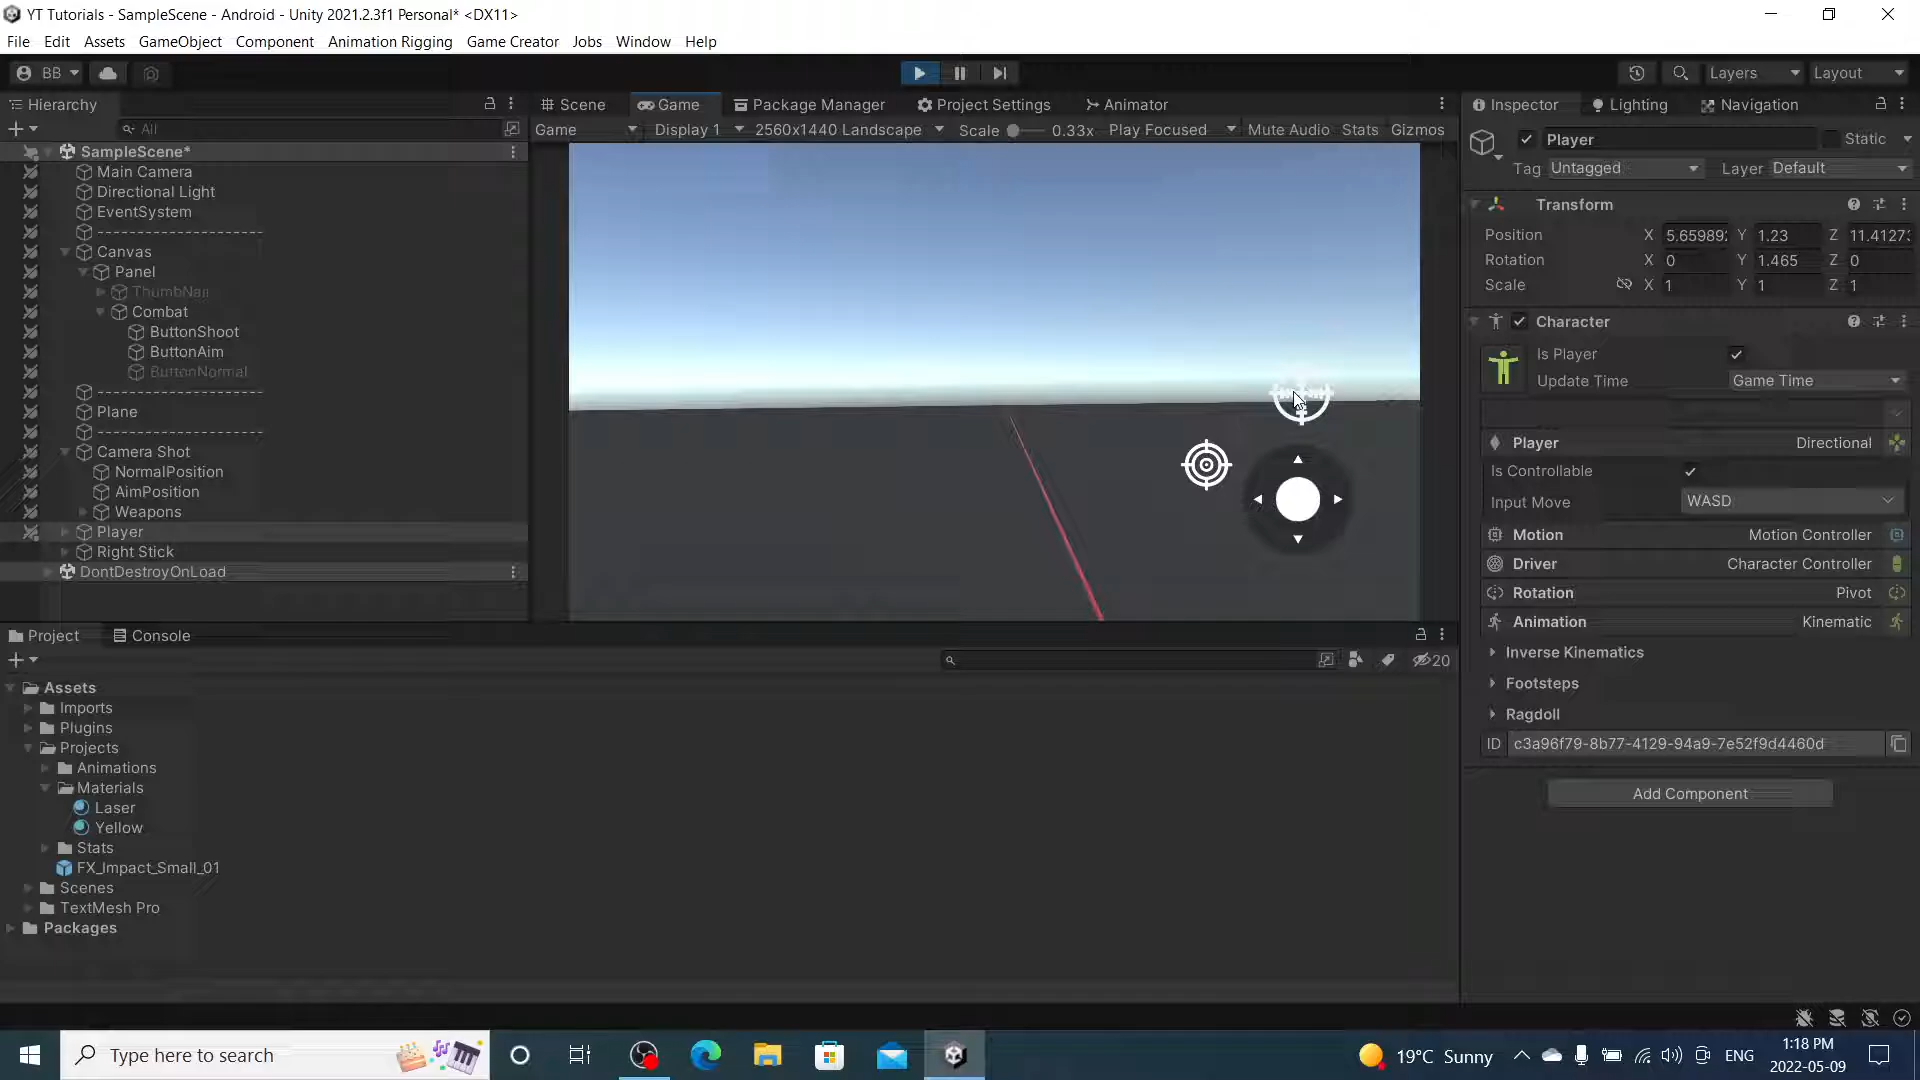 YT Tutorials - SampleScene - Android - Unity 2021.2.3f1 Personal* <DX11>
File Edit Assets GameObject Component Animation Rigging Game Creator Jobs Window Help
BB Layers Layout
Hierarchy
All
SampleScene*
Main Camera
Directional Light
EventSystem
---------------------
Canvas
Panel
ThumbNail
Combat
ButtonShoot
ButtonAim
ButtonNormal
---------------------
Plane
---------------------
Camera Shot
NormalPosition
AimPosition
Weapons
Player
Right Stick
DontDestroyOnLoad
Scene Game Package Manager Project Settings Animator
Game Display 1 2560x1440 Landscape Scale 0.33x Play Focused Mute Audio Stats Gizmos
Inspector Lighting Navigation
Player Static
Tag Untagged Layer Default
Transform
Position X 5.65989 Y 1.23 Z 11.4127
Rotation X 0 Y 1.465 Z 0
Scale X 1 Y 1 Z 1
Character
Is Player
Update Time Game Time
Player Directional
Is Controllable
Input Move WASD
Motion Motion Controller
Driver Character Controller
Rotation Pivot
Animation Kinematic
Inverse Kinematics
Footsteps
Ragdoll
ID c3a96f79-8b77-4129-94a9-7e52f9d4460d
Add Component
Project Console
20
Assets
Imports
Plugins
Projects
Animations
Materials
Laser
Yellow
Stats
FX_Impact_Small_01
Scenes
TextMesh Pro
Packages
Type here to search
19°C Sunny
ENG
1:18 PM
2022-05-09